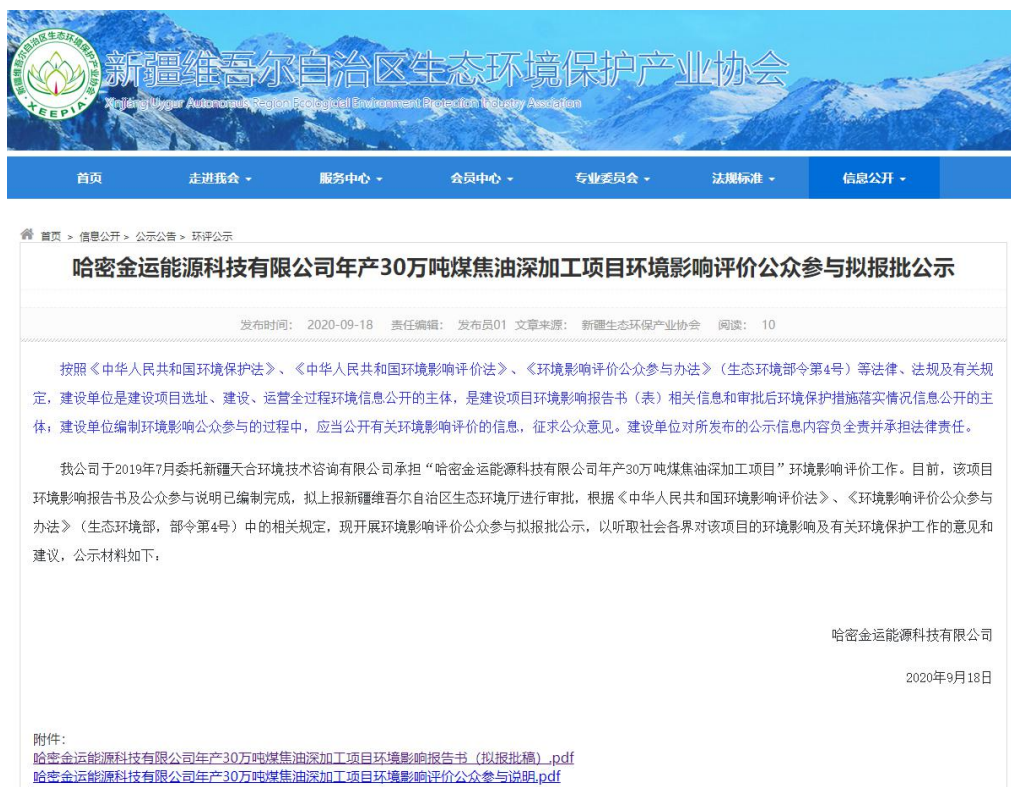 新疆维吾尔自治区生态环境保护产业协会
Xinjiang Uygur Autonomous Region Ecological Environment Protection Industry Association
XEEPIA
首页 走进我会 服务中心 会员中心 专业委员会 法规标准 信息公开
首页 > 信息公开 > 公示公告 > 环评公示
哈密金运能源科技有限公司年产30万吨煤焦油深加工项目环境影响评价公众参与拟报批公示
发布时间: 2020-09-18 责任编辑: 发布员01 文章来源: 新疆生态环保产业协会 阅读: 10
按照《中华人民共和国环境保护法》、《中华人民共和国环境影响评价法》、《环境影响评价公众参与办法》(生态环境部令第4号)等法律、法规及有关规
定,建设单位是建设项目选址、建设、运营全过程环境信息公开的主体,是建设项目环境影响报告书(表)相关信息和审批后环境保护措施落实情况信息公开的主
体;建设单位编制环境影响公众参与的过程中,应当公开有关环境影响评价的信息,征求公众意见。建设单位对所发布的公示信息内容负全责并承担法律责任。
我公司于2019年7月委托新疆天合环境技术咨询有限公司承担“哈密金运能源科技有限公司年产30万吨煤焦油深加工项目”环境影响评价工作。目前,该项目
环境影响报告书及公众参与说明已编制完成,拟上报新疆维吾尔自治区生态环境厅进行审批,根据《中华人民共和国环境影响评价法》、《环境影响评价公众参与
办法》(生态环境部,部令第4号)中的相关规定,现开展环境影响评价公众参与拟报批公示,以听取社会各界对该项目的环境影响及有关环境保护工作的意见和
建议,公示材料如下:
哈密金运能源科技有限公司
2020年9月18日
附件:
哈密金运能源科技有限公司年产30万吨煤焦油深加工项目环境影响报告书(拟报批稿).pdf
哈密金运能源科技有限公司年产30万吨煤焦油深加工项目环境影响评价公众参与说明.pdf